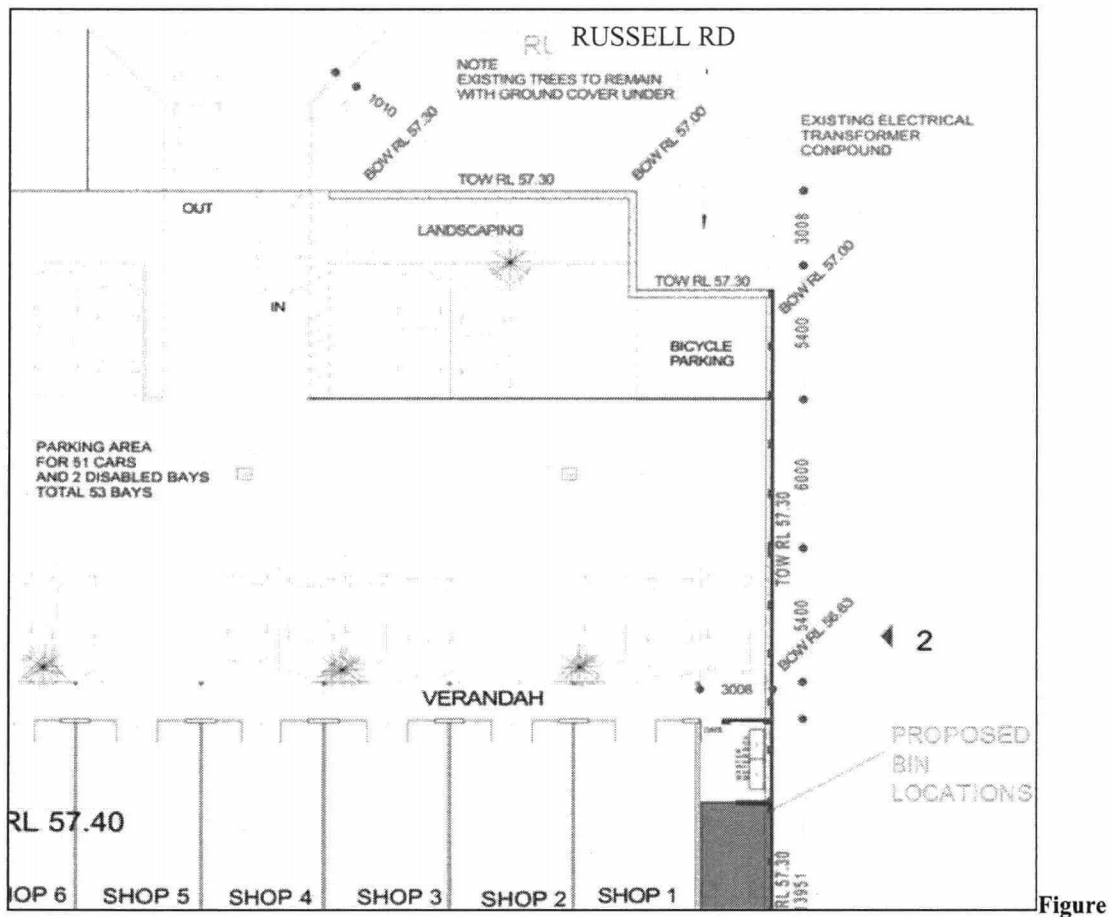 RU RUSSELL RD
NOTE
EXISTING TREES TO REMAIN
WITH GROUND COVER UNDER
1010
BOW RL 57.30
BOW RL 57.00
EXISTING ELECTRICAL
TRANSFORMER
CONPOUND
TOW RL 57.30
OUT
LANDSCAPING
3008
TOW RL 57.30
BOW RL 57.00
IN
5400
BICYCLE
PARKING
PARKING AREA
FOR 51 CARS
AND 2 DISABLED BAYS
TOTAL 53 BAYS
6000
TOW RL 57.30
5400
BOW RL 56.63
2
3008
VERANDAH
PROPOSED
BIN
LOCATIONS
RL 57.40
HOP 6
SHOP 5
SHOP 4
SHOP 3
SHOP 2
SHOP 1
RL 57.30
13951
Figure